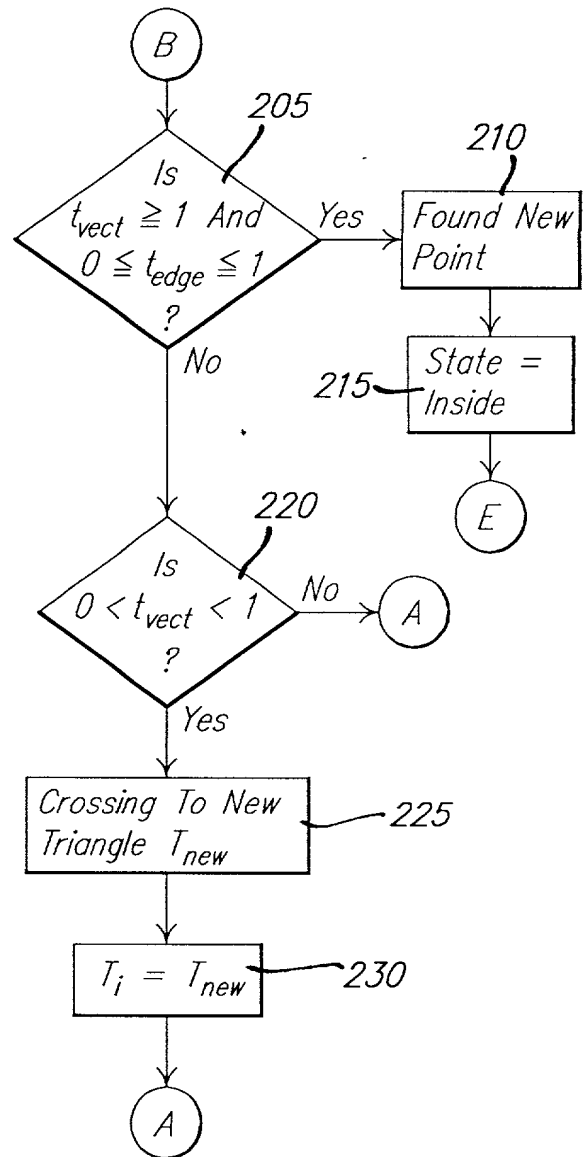 B
205
Is
t_vect ≧ 1 And
0 ≦ t_edge ≦ 1
?
Yes
210
Found New
Point
No
215
State =
Inside
E
220
Is
0 < t_vect < 1
?
No
A
Yes
Crossing To New
Triangle T_new
225
T_i = T_new
230
A